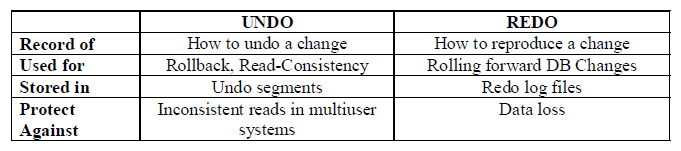 UNDO REDO
Record of How to undo a change How to reproduce a change
Used for Rollback, Read-Consistency Rolling forward DB Changes
Stored in Undo segments Redo log files
Protect Inconsistent reads in multiuser Data loss
Against systems